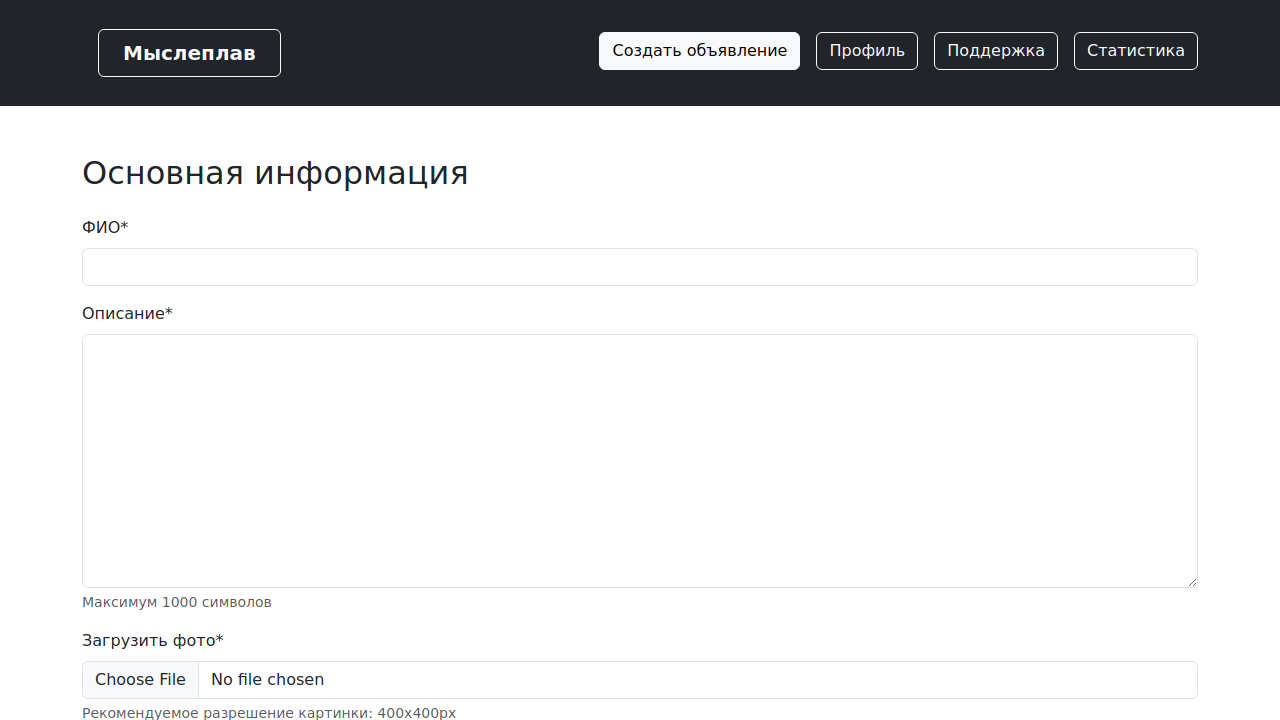 Мыслеплав
Создать объявление
Профиль
Поддержка
Статистика
Основная информация
ФИО*
Описание*
Максимум 1000 символов
Загрузить фото*
Choose File No file chosen
Рекомендуемое разрешение картинки: 400x400px